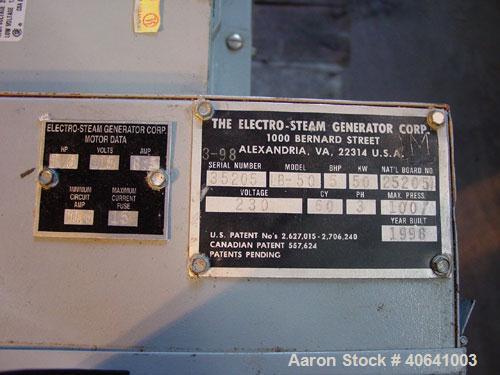 LOW VOLTAGE
ELECTRO-STEAM GENERATOR CORP.
MOTOR DATA
HP VOLTS AMP
MINIMUM CIRCUIT AMP
MAXIMUM CURRENT FUSE
THE ELECTRO-STEAM GENERATOR CORP.
1000 BERNARD STREET
ALEXANDRIA, VA, 22314 U.S.A.
3-98
M
SERIAL NUMBER MODEL BHP KW NAT'L BOARD NO
35205 50 25205
VOLTAGE CY PH MAX. PRESS.
230 60 3 100
YEAR BUILT
U.S. PATENT No's 2,627,015-2,706,240
CANADIAN PATENT 557,624
PATENTS PENDING
Aaron Stock # 40641003